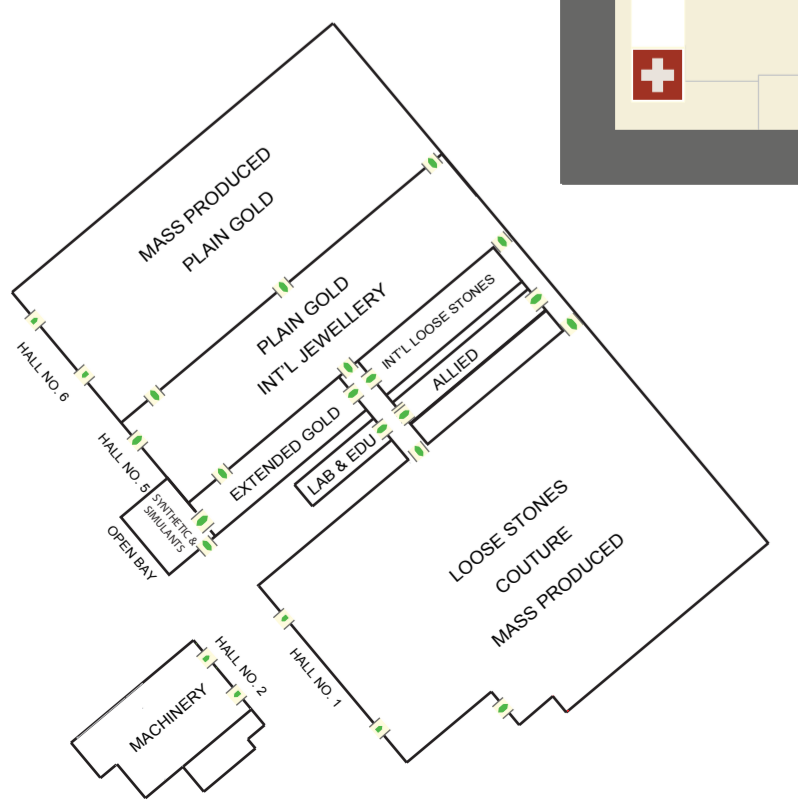 MASS PRODUCED
PLAIN GOLD
PLAIN GOLD
INT'L JEWELLERY
INT'L LOOSE STONES
ALLIED
EXTENDED GOLD
LAB & EDU
HALL NO. 6
HALL NO. 5
SYNTHETIC &
SIMULANTS
OPEN BAY
LOOSE STONES
COUTURE
MASS PRODUCED
HALL NO. 1
HALL NO. 2
MACHINERY